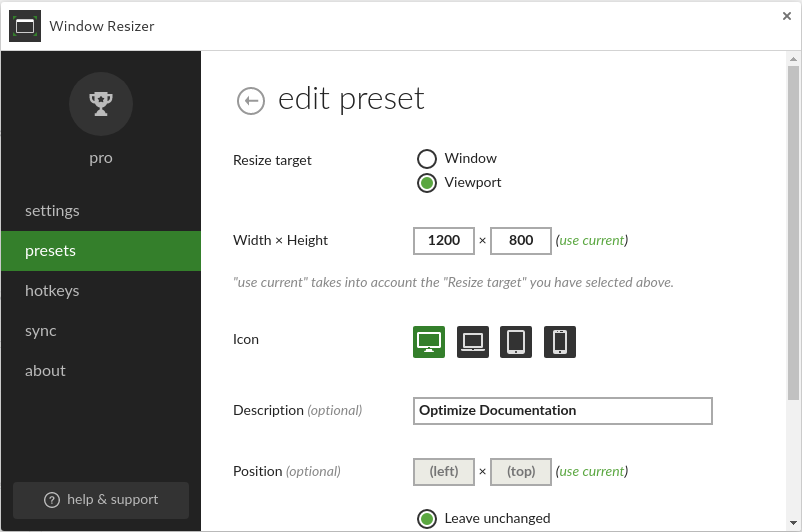 Window Resizer
pro
settings
presets
hotkeys
sync
about
? help & support
edit preset
Resize target
Window
Viewport
Width × Height
1200 × 800 (use current)
"use current" takes into account the "Resize target" you have selected above.
Icon
Description (optional)
Optimize Documentation
Position (optional)
(left) × (top) (use current)
Leave unchanged